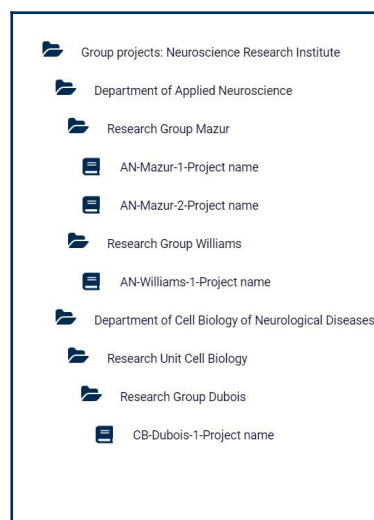 Group projects: Neuroscience Research Institute
Department of Applied Neuroscience
Research Group Mazur
AN-Mazur-1-Project name
AN-Mazur-2-Project name
Research Group Williams
AN-Williams-1-Project name
Department of Cell Biology of Neurological Diseases
Research Unit Cell Biology
Research Group Dubois
CB-Dubois-1-Project name